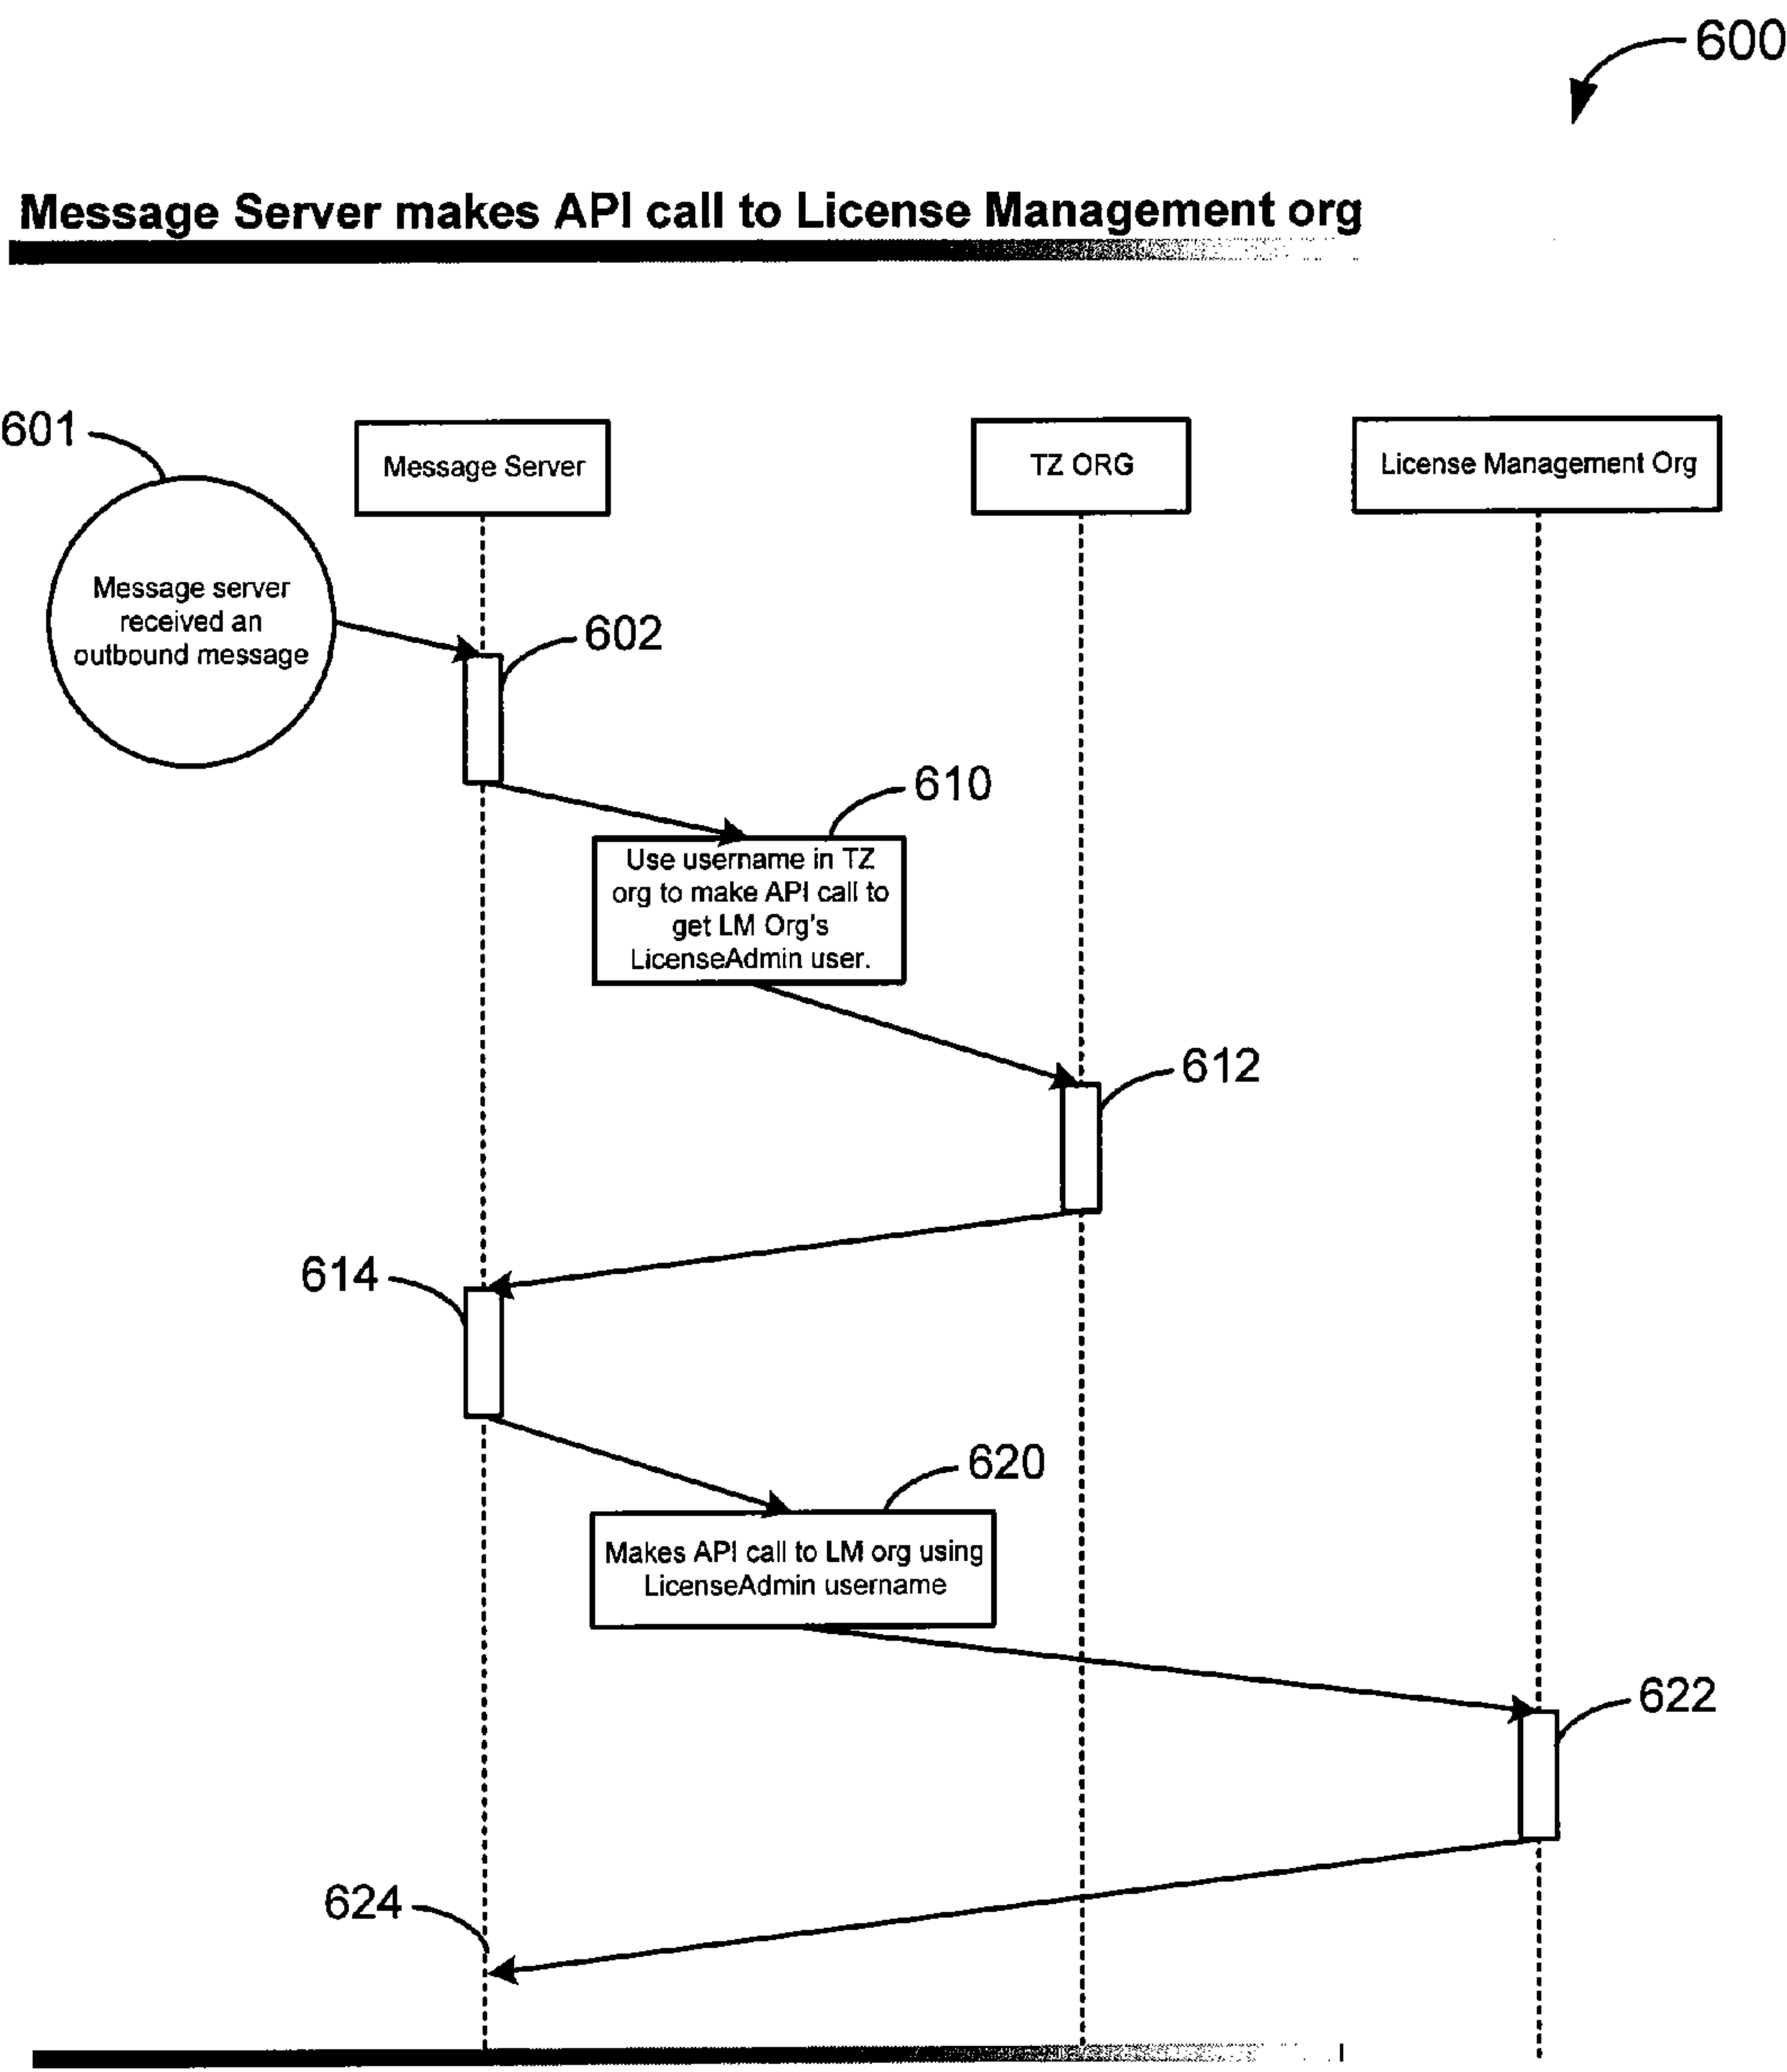 600
Message Server makes API call to License Management org
601
Message Server
TZ ORG
License Management Org
Message server
received an
outbound message
602
610
Use username in TZ
org to make API call to
get LM Org's
LicenseAdmin user.
612
614
620
Makes API call to LM org using
LicenseAdmin username
622
624